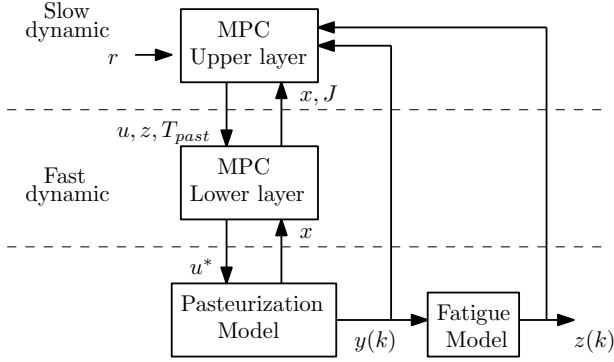 Slow
dynamic
r
MPC
Upper layer
x, J
u, z, T_past
Fast
dynamic
MPC
Lower layer
x
u*
Pasteurization
Model
y(k)
Fatigue
Model
z(k)